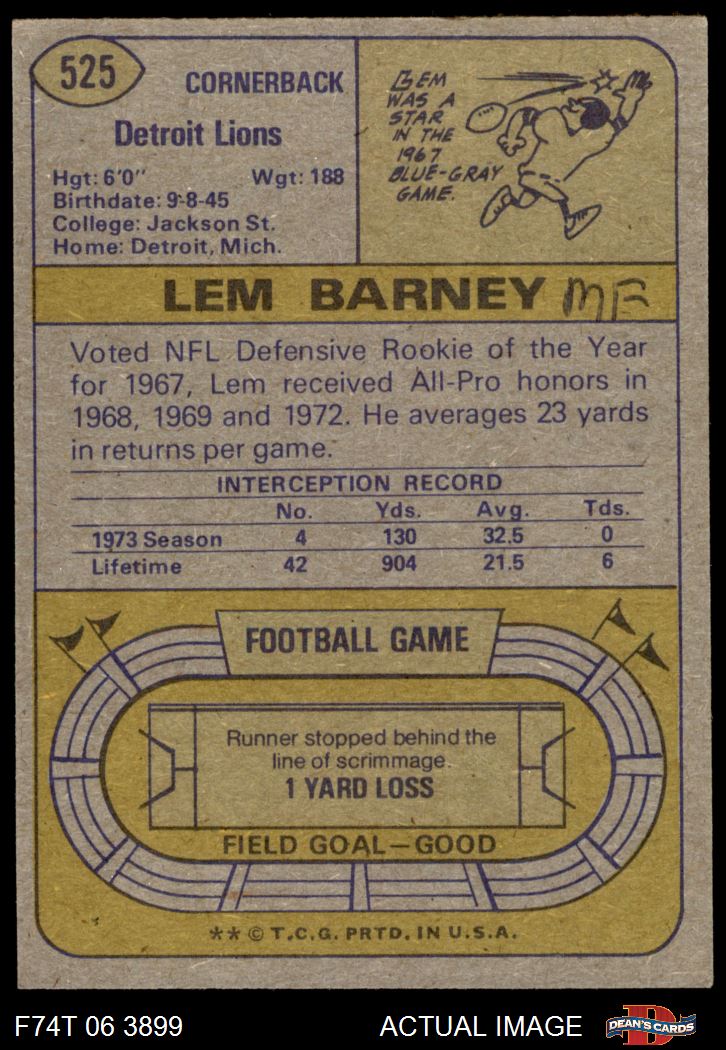 525
CORNERBACK
Detroit Lions
Hgt: 6'0"   Wgt: 188
Birthdate: 9-8-45
College: Jackson St.
Home: Detroit, Mich.
LEM
WAS A
STAR
IN THE
1967
BLUE-GRAY
GAME.
LEM BARNEY MF
Voted NFL Defensive Rookie of the Year
for 1967, Lem received All-Pro honors in
1968, 1969 and 1972. He averages 23 yards
in returns per game.
INTERCEPTION RECORD
No. Yds. Avg. Tds.
1973 Season 4 130 32.5 0
Lifetime 42 904 21.5 6
FOOTBALL GAME
Runner stopped behind the
line of scrimmage.
1 YARD LOSS
FIELD GOAL—GOOD
** © T.C.G. PRTD. IN U.S.A.
F74T 06 3899 ACTUAL IMAGE
D
DEAN'S CARDS